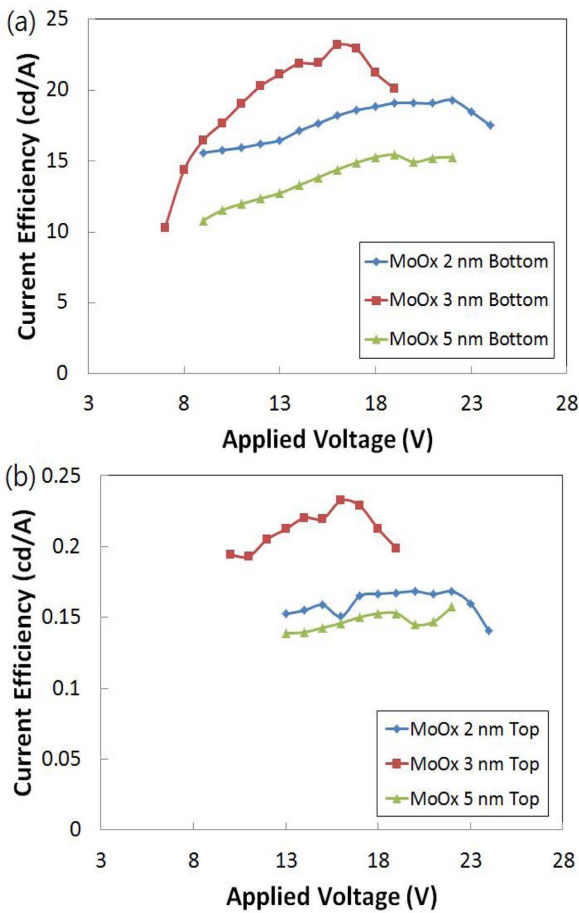 (a)
25
20
15
10
5
0
Current Efficiency (cd/A)
MoOx 2 nm Bottom
MoOx 3 nm Bottom
MoOx 5 nm Bottom
3 8 13 18 23 28
Applied Voltage (V)
(b)
0.25
0.2
0.15
0.1
0.05
0
Current Efficiency (cd/A)
MoOx 2 nm Top
MoOx 3 nm Top
MoOx 5 nm Top
3 8 13 18 23 28
Applied Voltage (V)